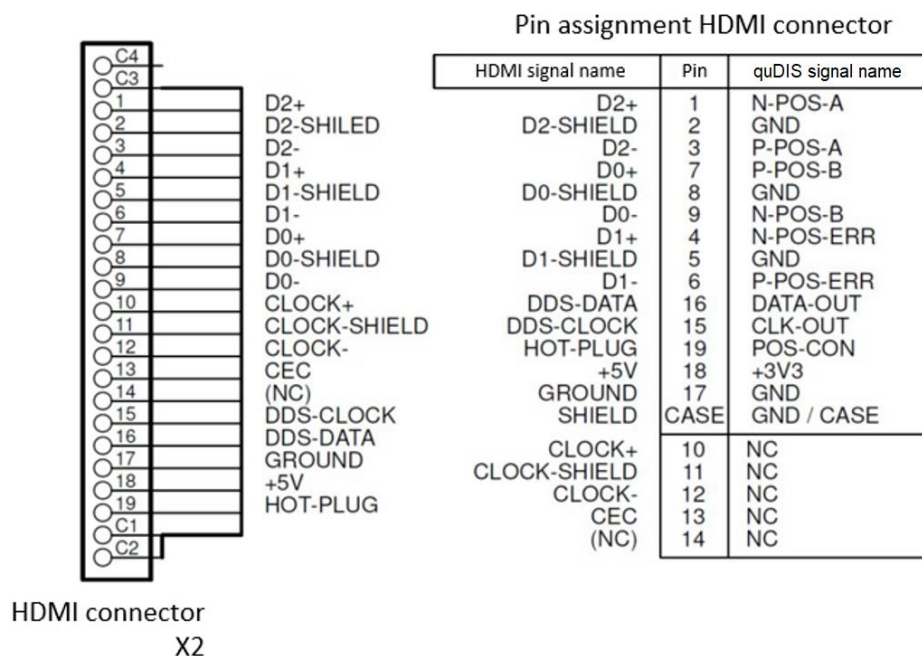 Pin assignment HDMI connector
HDMI signal name Pin quDIS signal name
C4
C3
1 D2+
2 D2-SHILED
3 D2-
4 D1+
5 D1-SHIELD
6 D1-
7 D0+
8 D0-SHIELD
9 D0-
10 CLOCK+
11 CLOCK-SHIELD
12 CLOCK-
13 CEC
14 (NC)
15 DDS-CLOCK
16 DDS-DATA
17 GROUND
18 +5V
19 HOT-PLUG
C1
C2
D2+ 1 N-POS-A
D2-SHIELD 2 GND
D2- 3 P-POS-A
D0+ 7 P-POS-B
D0-SHIELD 8 GND
D0- 9 N-POS-B
D1+ 4 N-POS-ERR
D1-SHIELD 5 GND
D1- 6 P-POS-ERR
DDS-DATA 16 DATA-OUT
DDS-CLOCK 15 CLK-OUT
HOT-PLUG 19 POS-CON
+5V 18 +3V3
GROUND 17 GND
SHIELD CASE GND / CASE
CLOCK+ 10 NC
CLOCK-SHIELD 11 NC
CLOCK- 12 NC
CEC 13 NC
(NC) 14 NC
HDMI connector
X2